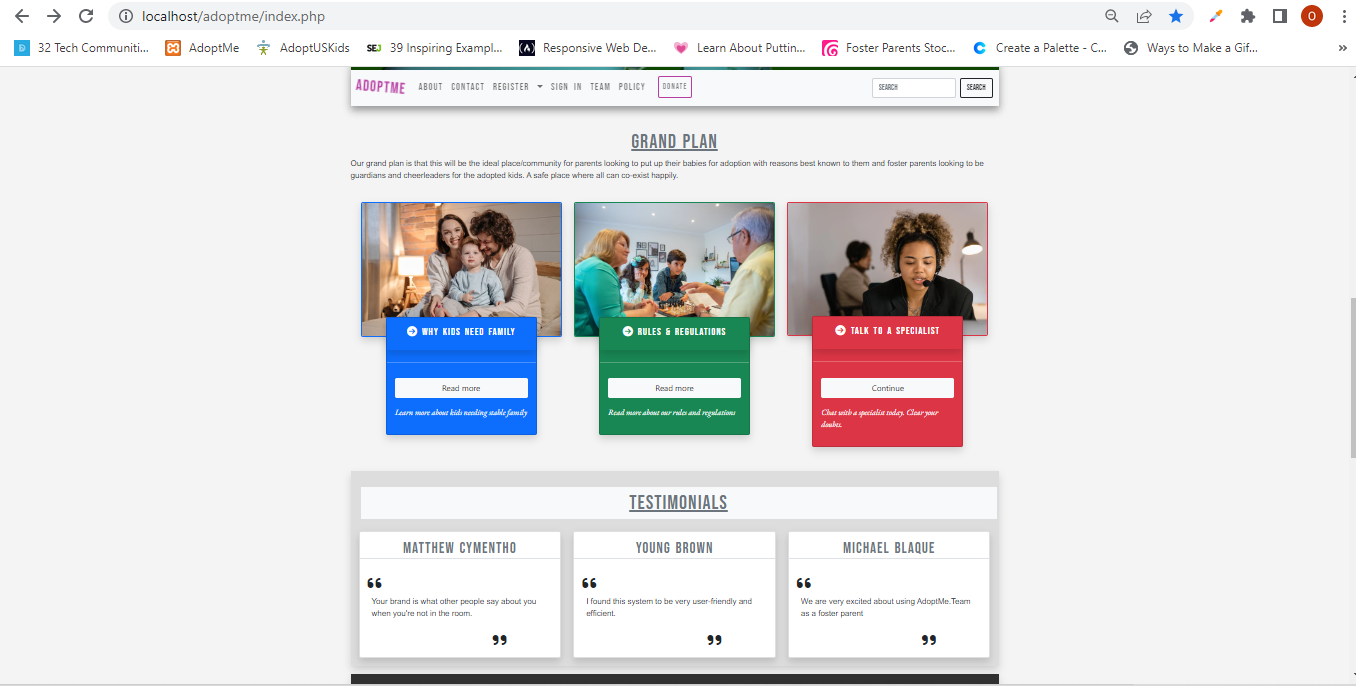 localhost/adoptme/index.php
O
32 Tech Communiti...
AdoptMe
AdoptUSKids
SEJ
39 Inspiring Exampl...
Responsive Web De...
Learn About Puttin...
Foster Parents Stoc...
Create a Palette - C...
Ways to Make a Gif...
»
ADOPTME
ABOUT CONTACT REGISTER SIGN IN TEAM POLICY DONATE
SEARCH
SEARCH
GRAND PLAN
Our grand plan is that this will be the ideal place/community for parents looking to put up their babies for adoption with reasons best known to them and foster parents looking to be
guardians and cheerleaders for the adopted kids. A safe place where all can co-exist happily.
WHY KIDS NEED FAMILY
Read more
Learn more about kids needing stable family
RULES & REGULATIONS
Read more
Read more about our rules and regulations
TALK TO A SPECIALIST
Continue
Chat with a specialist today. Clear your
doubts.
TESTIMONIALS
MATTHEW CYMENTHO
“
Your brand is what other people say about you
when you're not in the room.
”
YOUNG BROWN
“
I found this system to be very user-friendly and
efficient.
”
MICHAEL BLAQUE
“
We are very excited about using AdoptMe.Team
as a foster parent
”